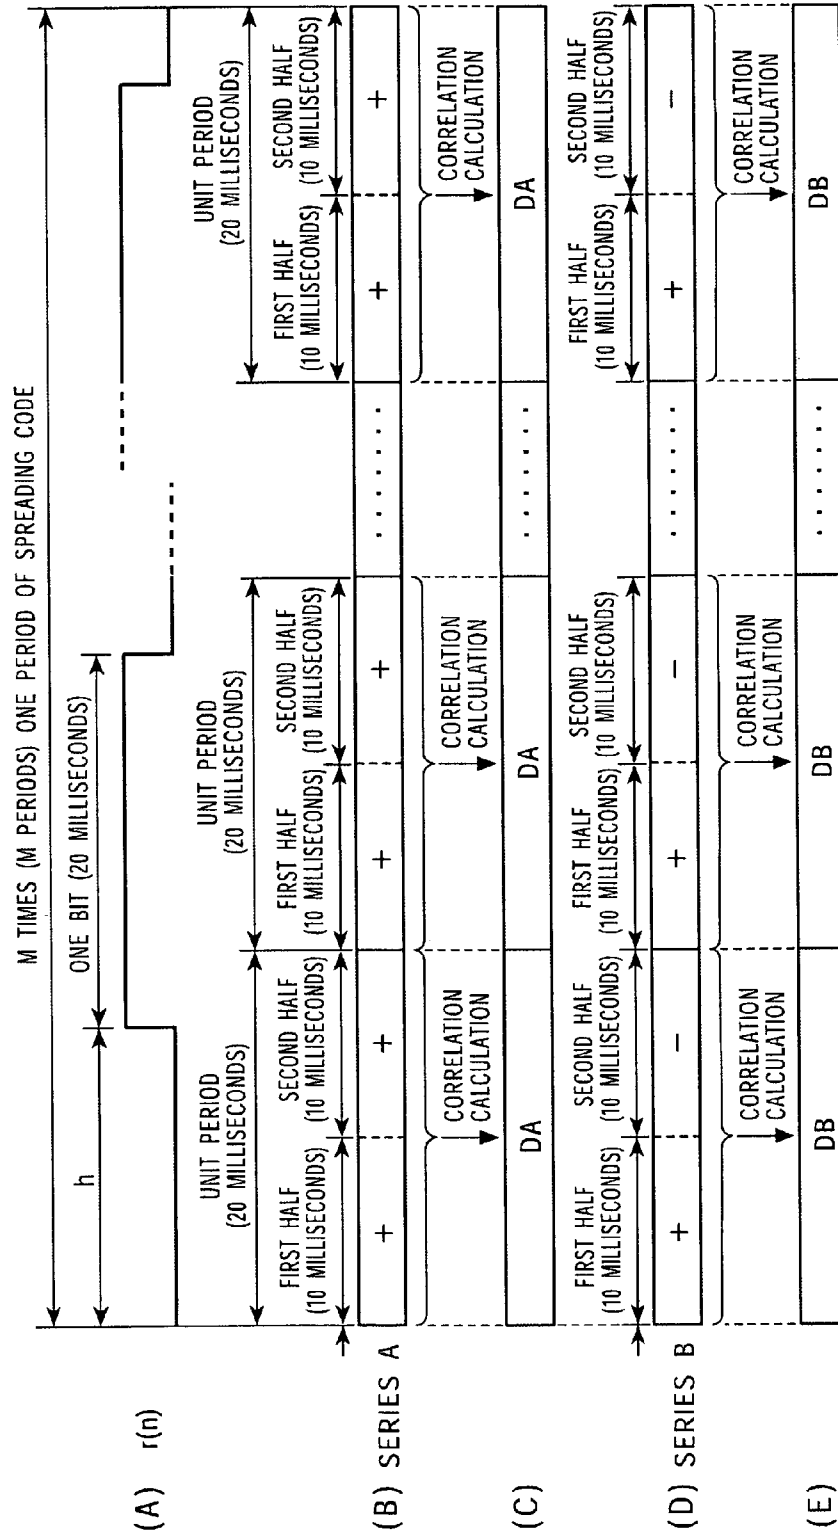 M TIMES (M PERIODS) ONE PERIOD OF SPREADING CODE
h
ONE BIT (20 MILLISECONDS)
(A) r(n)
UNIT PERIOD
(20 MILLISECONDS)
UNIT PERIOD
(20 MILLISECONDS)
UNIT PERIOD
(20 MILLISECONDS)
FIRST HALF
(10 MILLISECONDS)
SECOND HALF
(10 MILLISECONDS)
FIRST HALF
(10 MILLISECONDS)
SECOND HALF
(10 MILLISECONDS)
FIRST HALF
(10 MILLISECONDS)
SECOND HALF
(10 MILLISECONDS)
(B) SERIES A
+ + + + ....... + +
CORRELATION
CALCULATION
CORRELATION
CALCULATION
CORRELATION
CALCULATION
(C)
DA DA ...... DA
FIRST HALF
(10 MILLISECONDS)
SECOND HALF
(10 MILLISECONDS)
FIRST HALF
(10 MILLISECONDS)
SECOND HALF
(10 MILLISECONDS)
FIRST HALF
(10 MILLISECONDS)
SECOND HALF
(10 MILLISECONDS)
(D) SERIES B
+ − + − ....... + −
CORRELATION
CALCULATION
CORRELATION
CALCULATION
CORRELATION
CALCULATION
(E)
DB DB ...... DB